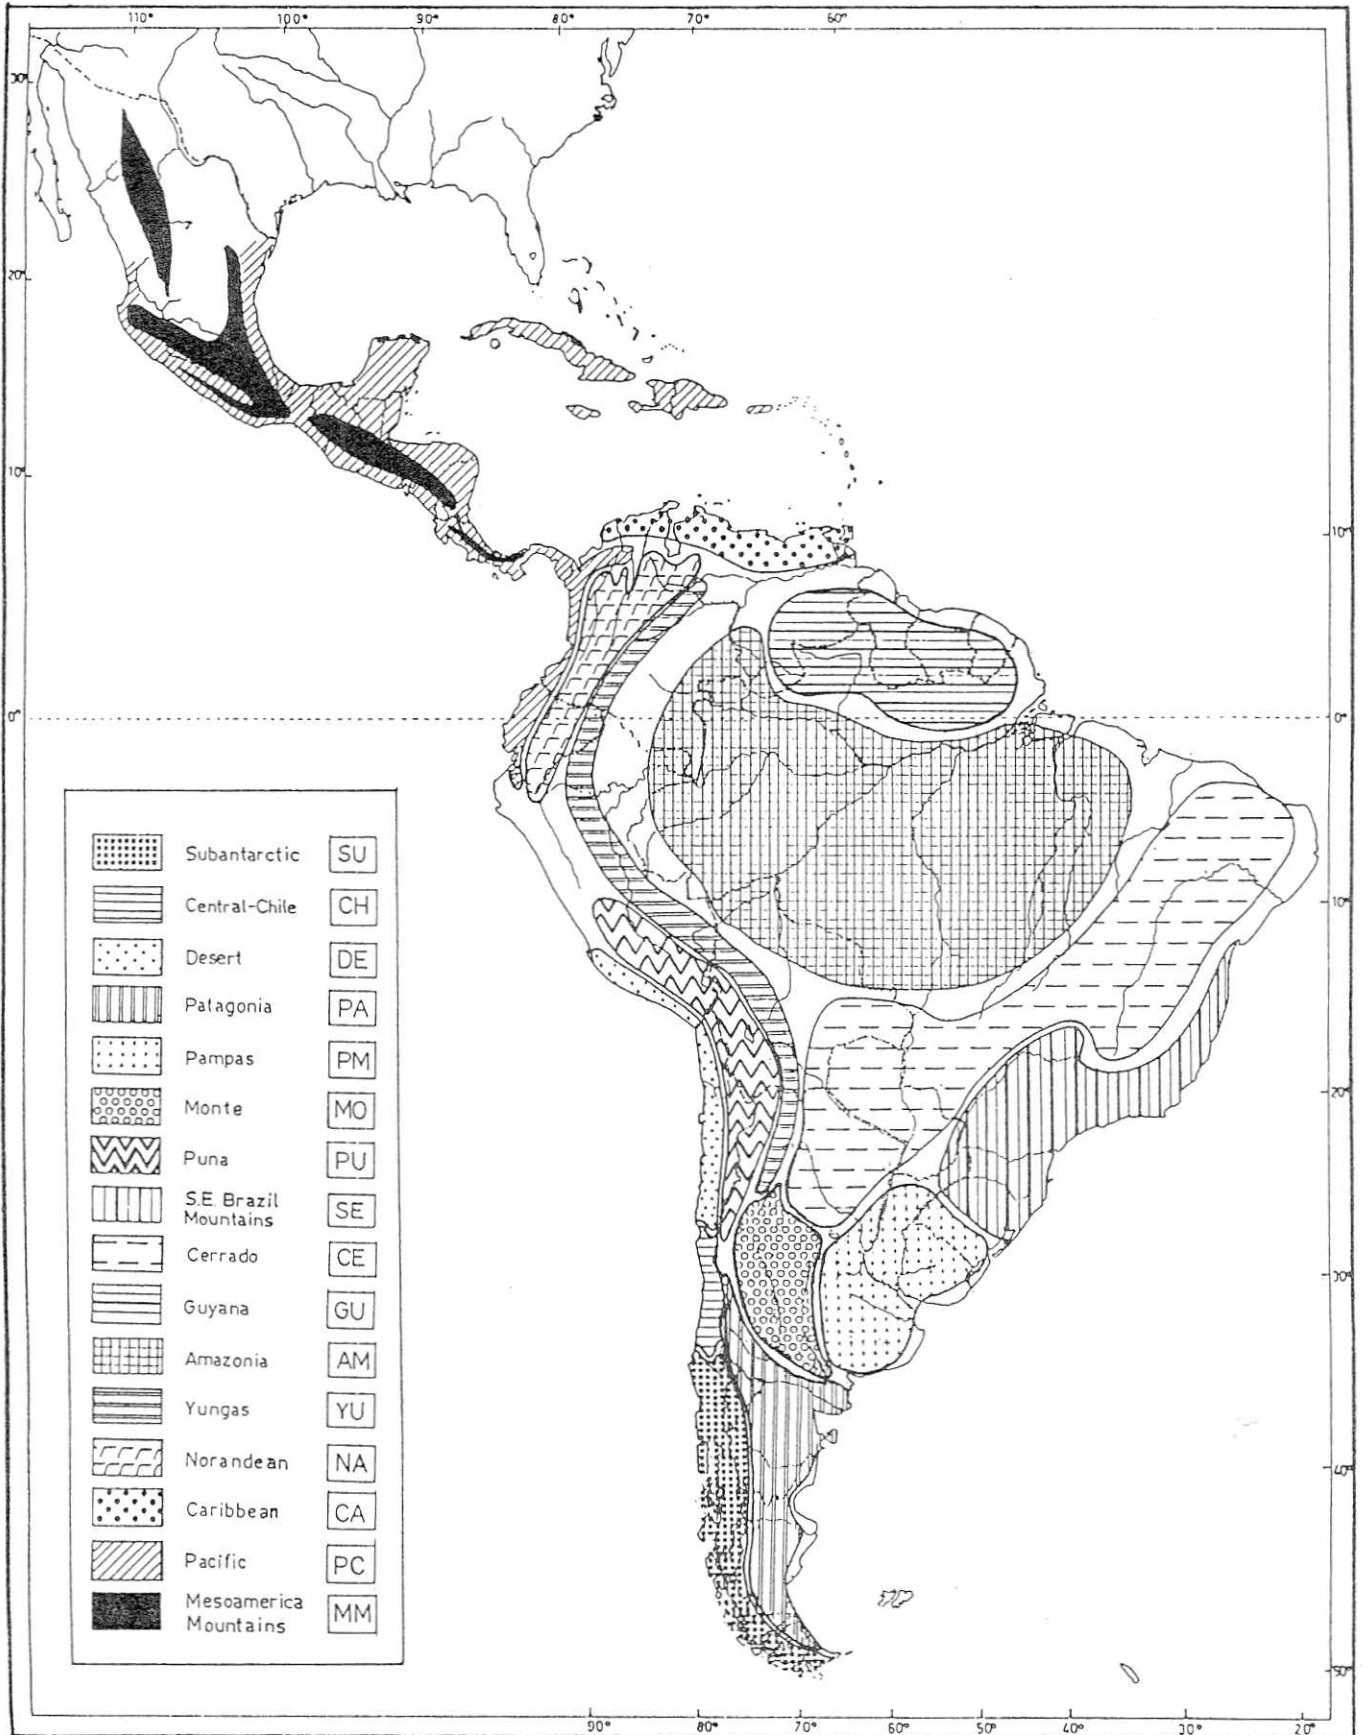 110° 100° 90° 80° 70° 60°
30°
20°
10°
10°
0° 0°
10°
20°
30°
40°
50°
Subantarctic SU
Central-Chile CH
Desert DE
Patagonia PA
Pampas PM
Monte MO
Puna PU
S.E. Brazil
Mountains SE
Cerrado CE
Guyana GU
Amazonia AM
Yungas YU
Norandean NA
Caribbean CA
Pacific PC
Mesoamerica
Mountains MM
90° 80° 70° 60° 50° 40° 30° 20°